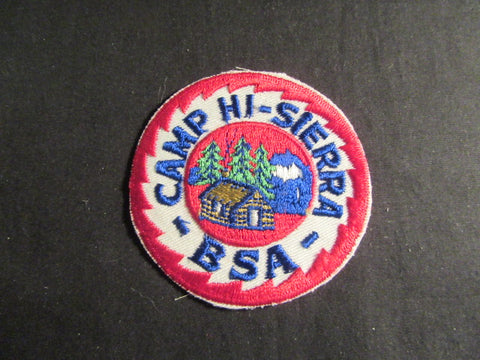 CAMP HI-SIERRA
- BSA -